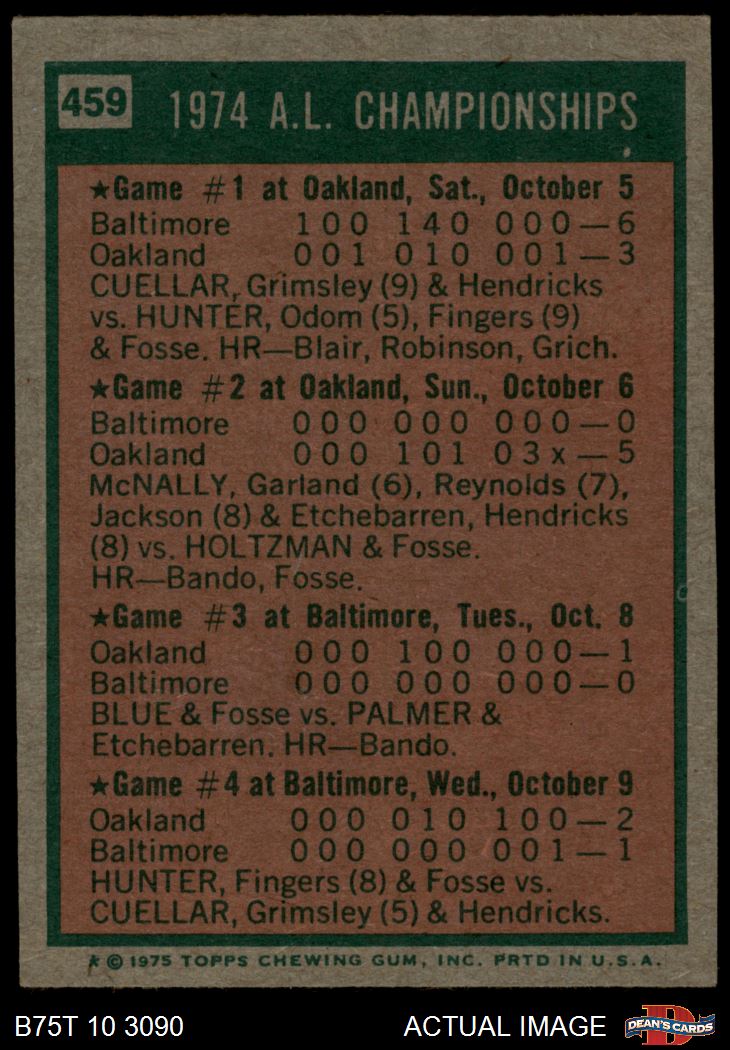 459 1974 A.L. CHAMPIONSHIPS
★Game #1 at Oakland, Sat., October 5
Baltimore 100 140 000—6
Oakland 001 010 001—3
CUELLAR, Grimsley (9) & Hendricks
vs. HUNTER, Odom (5), Fingers (9)
& Fosse. HR—Blair, Robinson, Grich.
★Game #2 at Oakland, Sun., October 6
Baltimore 000 000 000—0
Oakland 000 101 03x—5
McNALLY, Garland (6), Reynolds (7),
Jackson (8) & Etchebarren, Hendricks
(8) vs. HOLTZMAN & Fosse.
HR—Bando, Fosse.
★Game #3 at Baltimore, Tues., Oct. 8
Oakland 000 100 000—1
Baltimore 000 000 000—0
BLUE & Fosse vs. PALMER &
Etchebarren. HR—Bando.
★Game #4 at Baltimore, Wed., October 9
Oakland 000 010 100—2
Baltimore 000 000 001—1
HUNTER, Fingers (8) & Fosse vs.
CUELLAR, Grimsley (5) & Hendricks.
★ © 1975 TOPPS CHEWING GUM, INC. PRTD IN U.S.A.
B75T 10 3090 ACTUAL IMAGE D DEAN'S CARDS